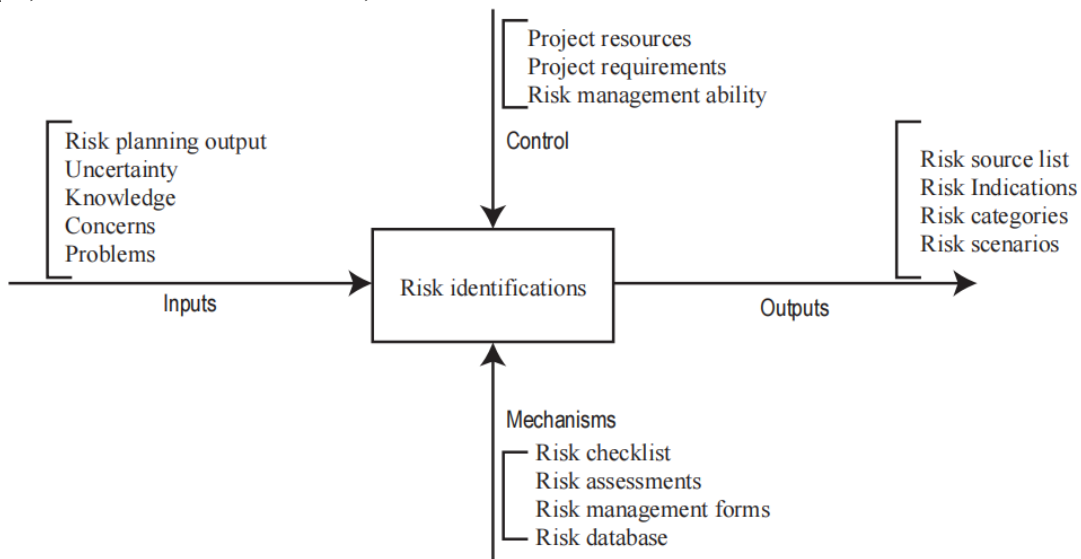 Project resources
Project requirements
Risk management ability
Control
Risk planning output
Uncertainty
Knowledge
Concerns
Problems
Inputs
Risk identifications
Risk source list
Risk Indications
Risk categories
Risk scenarios
Outputs
Mechanisms
Risk checklist
Risk assessments
Risk management forms
Risk database